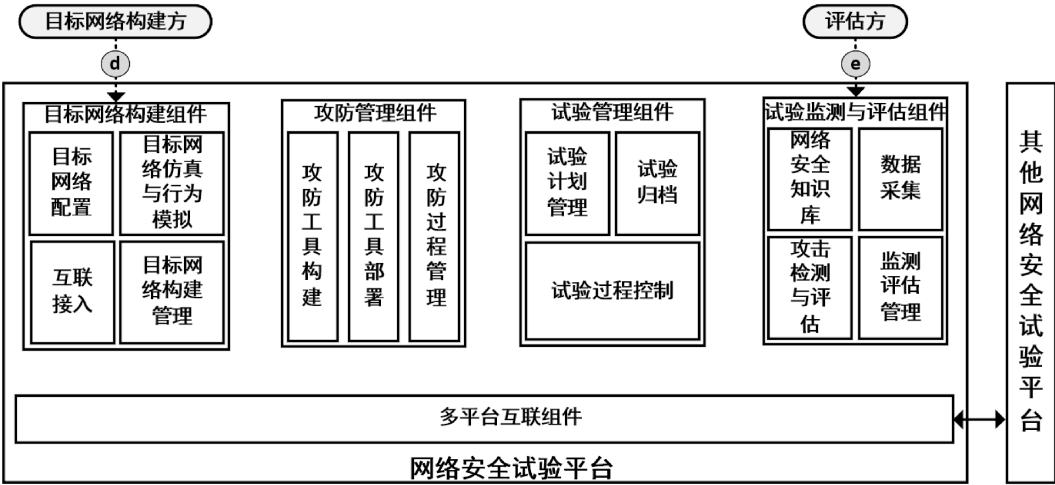 目标网络构建方
评估方
d
e
目标网络构建组件
目标
网络
配置
目标网
络仿真
与行为
模拟
互联
接入
目标网
络构建
管理
攻防管理组件
攻防工具构建
攻防工具部署
攻防过程管理
试验管理组件
试验
计划
管理
试验
归档
试验过程控制
试验监测与评估组件
网络
安全
知识
库
数据
采集
攻击
检测
与评
估
监测
评估
管理
多平台互联组件
网络安全试验平台
其他网络安全试验平台